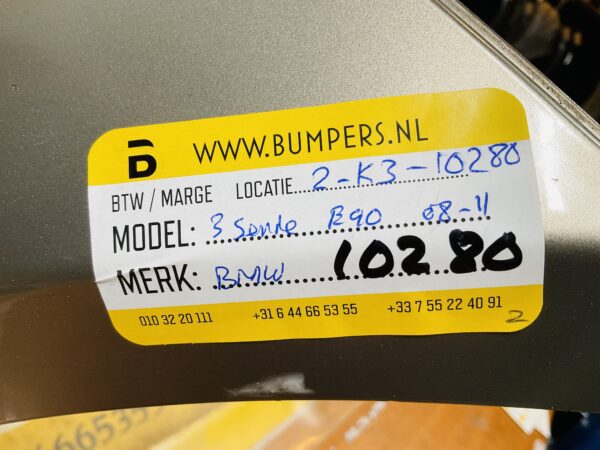 B WWW.BUMPERS.NL
BTW / MARGE LOCATIE 2-K3-10280
MODEL: 3 Serie E90 08-11
MERK: BMW 10280
010 32 20 111 +31 6 44 66 53 55 +33 7 55 22 40 91
2